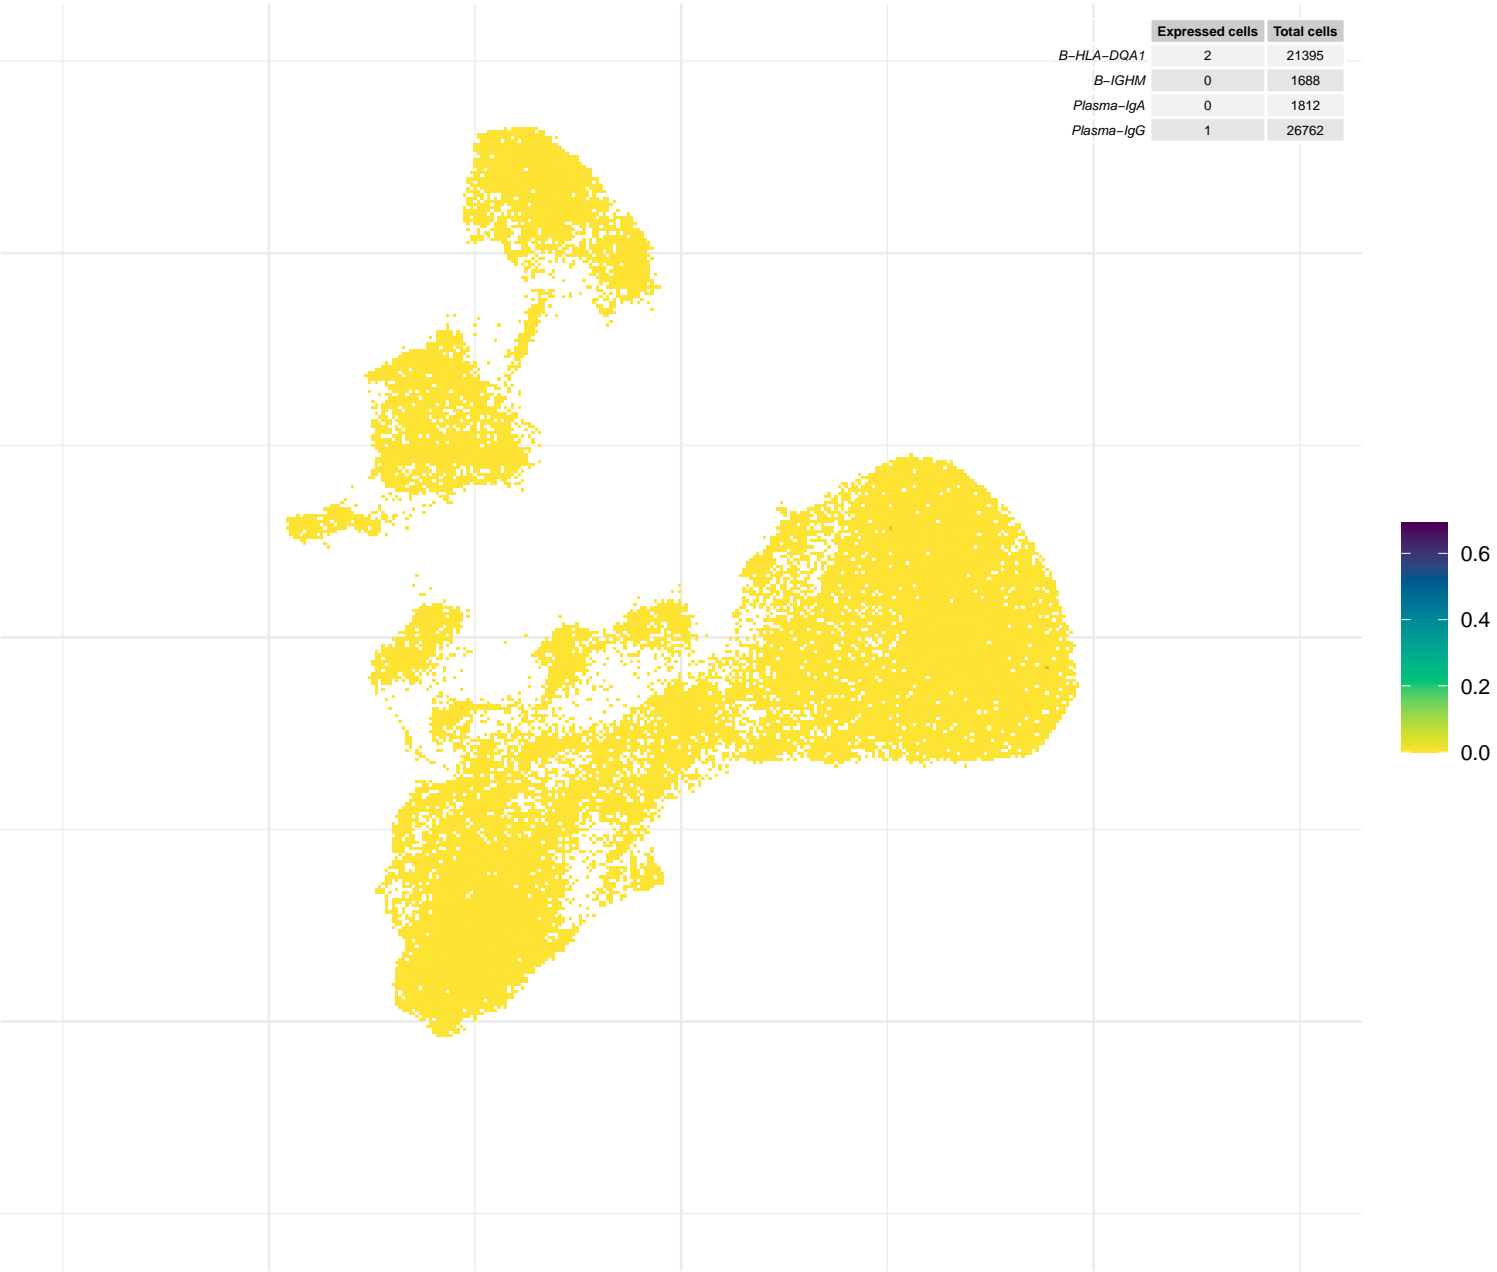 Expressed cells Total cells
B−HLA−DQA1 2 21395
B−IGHM 0 1688
Plasma−IgA 0 1812
Plasma−IgG 1 26762
0.6
0.4
0.2
0.0